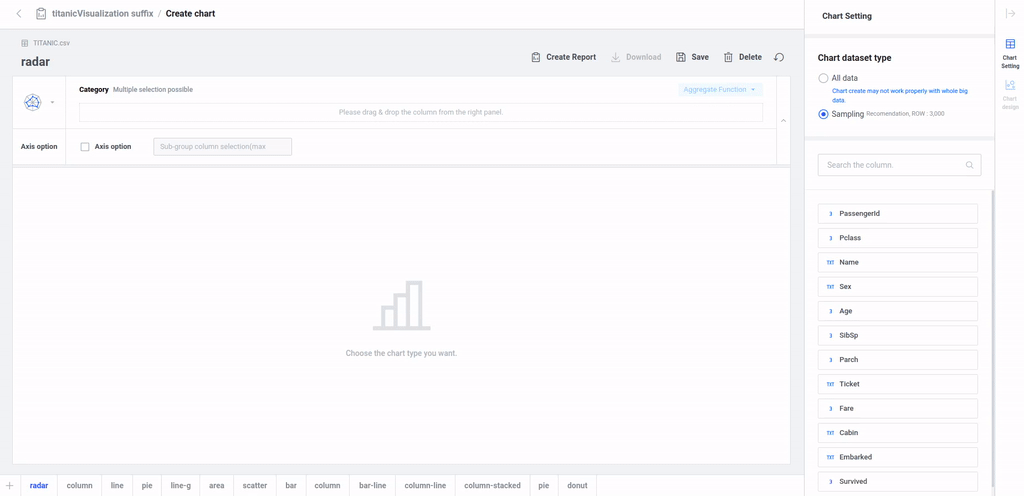 titanicVisualization suffix / Create chart
TITANIC.csv
radar
Create Report
Download
Save
Delete
Category Multiple selection possible
Aggregate Function
Please drag & drop the column from the right panel.
Axis option
Axis option
Sub-group column selection(max
Choose the chart type you want.
radar column line pie line-g area scatter bar column bar-line column-line column-stacked pie donut
Chart Setting
Chart dataset type
All data
Chart create may not work properly with whole big
data.
Sampling Recomendation, ROW : 3,000
Search the column.
3 PassengerId
3 Pclass
TXT Name
TXT Sex
3 Age
3 SibSp
3 Parch
TXT Ticket
3 Fare
TXT Cabin
TXT Embarked
3 Survived
Chart
Setting
Chart
design